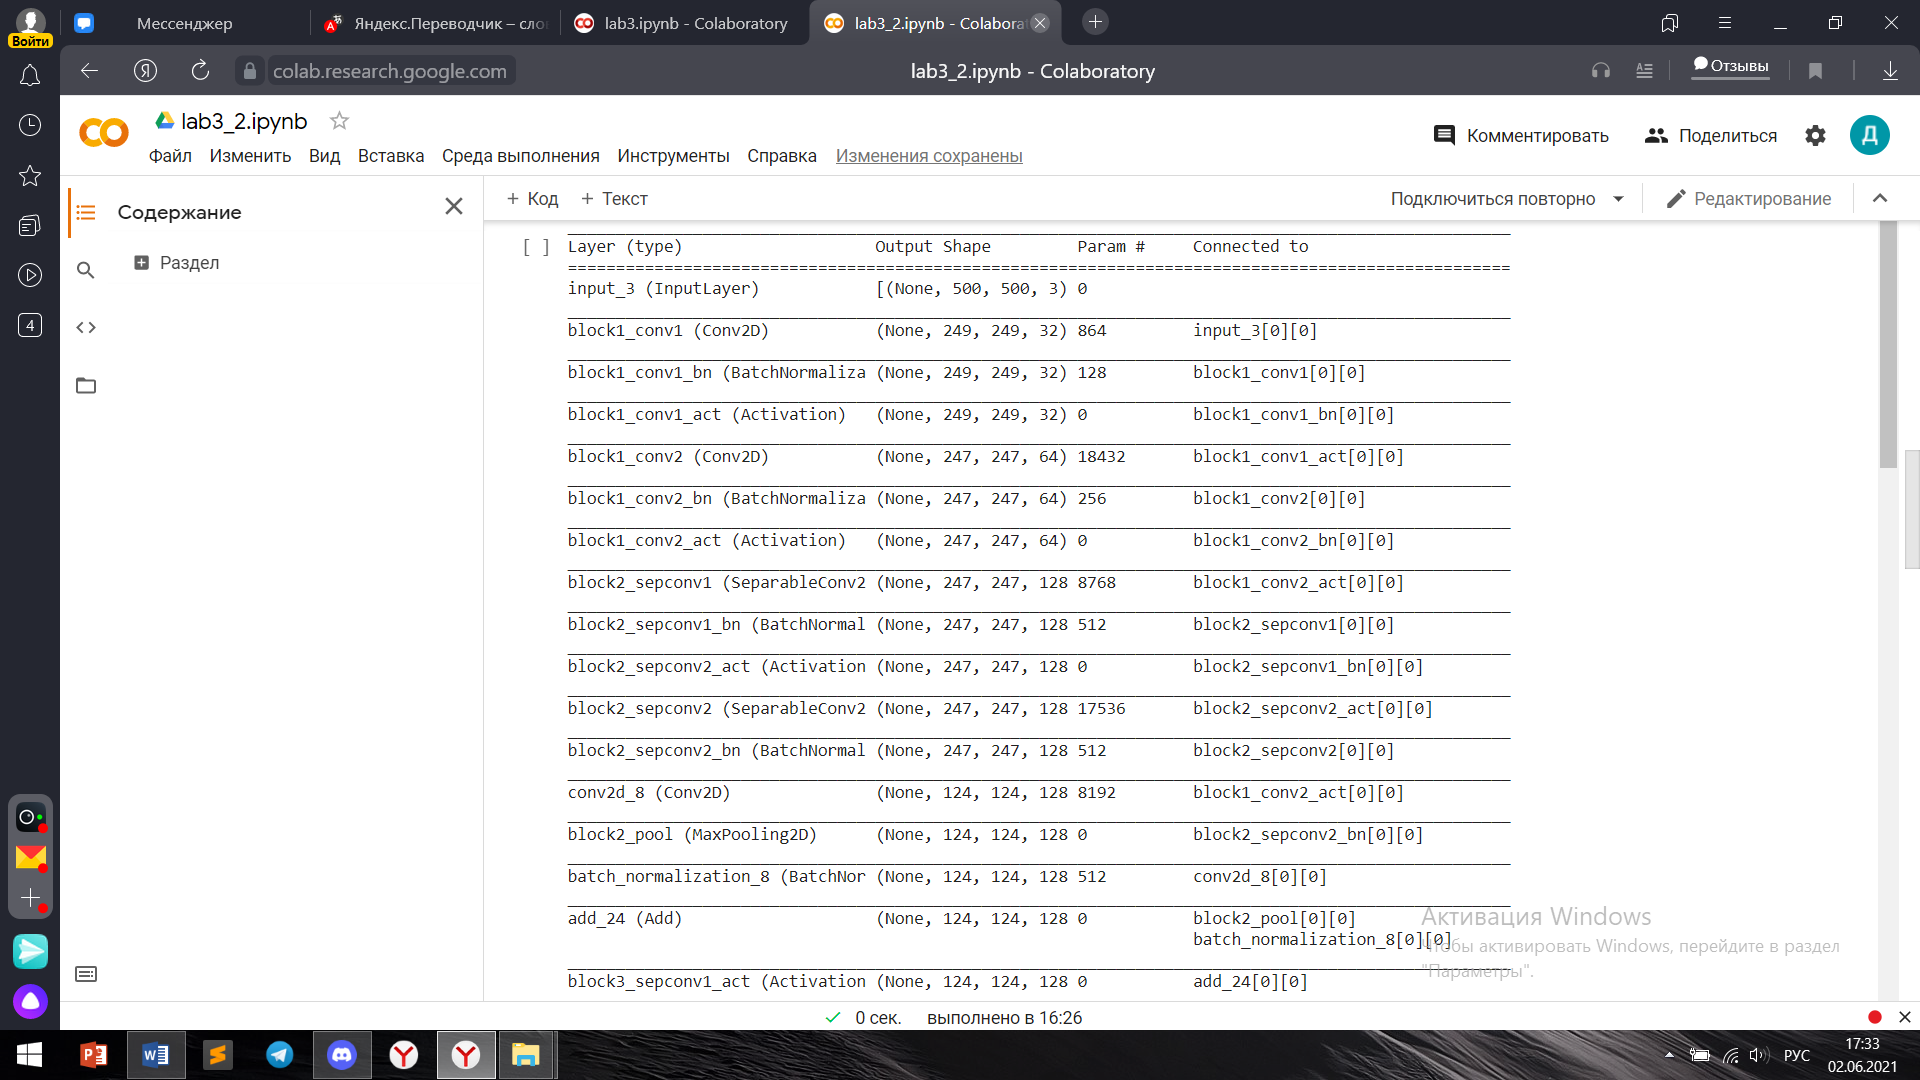 Войти
Мессенджер
Яндекс.Переводчик – сло
lab3.ipynb - Colaboratory
lab3_2.ipynb - Colabora
colab.research.google.com
lab3_2.ipynb - Colaboratory
Отзывы
lab3_2.ipynb
Комментировать
Поделиться
Д
Файл Изменить Вид Вставка Среда выполнения Инструменты Справка Изменения сохранены
Содержание
+ Код + Текст
Подключиться повторно
Редактирование
Раздел
4
[ ] Layer (type) Output Shape Param # Connected to
==================================================================================================
input_3 (InputLayer) [(None, 500, 500, 3) 0
block1_conv1 (Conv2D) (None, 249, 249, 32) 864 input_3[0][0]
block1_conv1_bn (BatchNormaliza (None, 249, 249, 32) 128 block1_conv1[0][0]
block1_conv1_act (Activation) (None, 249, 249, 32) 0 block1_conv1_bn[0][0]
block1_conv2 (Conv2D) (None, 247, 247, 64) 18432 block1_conv1_act[0][0]
block1_conv2_bn (BatchNormaliza (None, 247, 247, 64) 256 block1_conv2[0][0]
block1_conv2_act (Activation) (None, 247, 247, 64) 0 block1_conv2_bn[0][0]
block2_sepconv1 (SeparableConv2 (None, 247, 247, 128 8768 block1_conv2_act[0][0]
block2_sepconv1_bn (BatchNormal (None, 247, 247, 128 512 block2_sepconv1[0][0]
block2_sepconv2_act (Activation (None, 247, 247, 128 0 block2_sepconv1_bn[0][0]
block2_sepconv2 (SeparableConv2 (None, 247, 247, 128 17536 block2_sepconv2_act[0][0]
block2_sepconv2_bn (BatchNormal (None, 247, 247, 128 512 block2_sepconv2[0][0]
conv2d_8 (Conv2D) (None, 124, 124, 128 8192 block1_conv2_act[0][0]
block2_pool (MaxPooling2D) (None, 124, 124, 128 0 block2_sepconv2_bn[0][0]
batch_normalization_8 (BatchNor (None, 124, 124, 128 512 conv2d_8[0][0]
add_24 (Add) (None, 124, 124, 128 0 block2_pool[0][0]
batch_normalization_8[0][0]
block3_sepconv1_act (Activation (None, 124, 124, 128 0 add_24[0][0]
Активация Windows
Чтобы активировать Windows, перейдите в раздел
"Параметры".
0 сек. выполнено в 16:26
РУС
17:33
02.06.2021